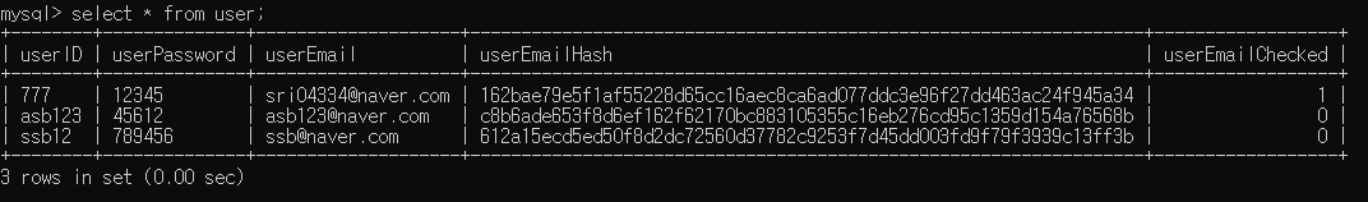 mysql> select * from user;
+--------+--------------+--------------------+------------------------------------------------------------------+------------------+
| userID | userPassword | userEmail          | userEmailHash                                                    | userEmailChecked |
+--------+--------------+--------------------+------------------------------------------------------------------+------------------+
| 777    | 12345        | sri04334@naver.com | 162bae79e5f1af55228d65cc16aec8ca6ad077ddc3e96f27dd463ac24f945a34 |                1 |
| asb123 | 45612        | asb123@naver.com   | c8b6ade653f8d6ef162f62170bc883105355c16eb276cd95c1359d154a76568b |                0 |
| ssb12  | 789456       | ssb@naver.com      | 612a15ecd5ed50f8d2dc72560d37782c9253f7d45dd003fd9f79f3939c13ff3b |                0 |
+--------+--------------+--------------------+------------------------------------------------------------------+------------------+
3 rows in set (0.00 sec)